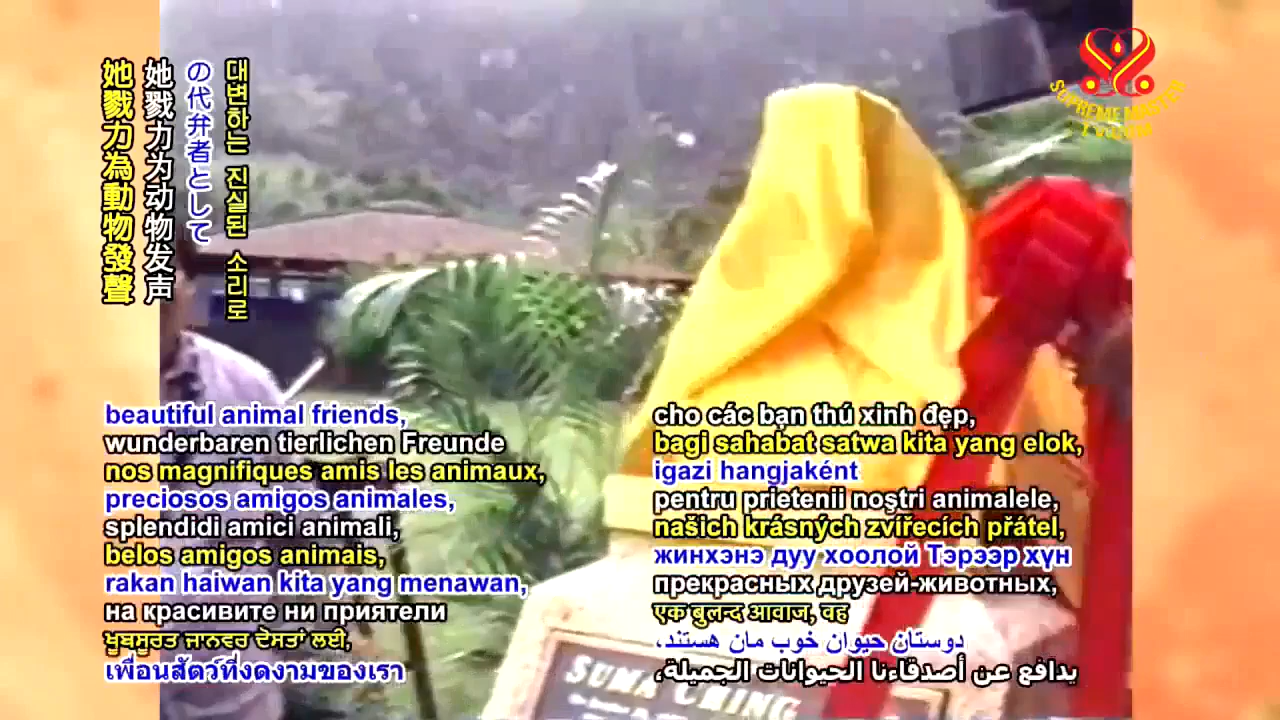 她戮力為動物發聲
她戮力为动物发声
の代弁者として
대변하는 진실된 소리로
SUPREME MASTER
TV.COM
beautiful animal friends,
wunderbaren tierlichen Freunde
nos magnifiques amis les animaux,
preciosos amigos animales,
splendidi amici animali,
belos amigos animais,
rakan haiwan kita yang menawan,
на красивите ни приятели
ਖੂਬਸੂਰਤ ਜਾਨਵਰ ਦੋਸਤਾਂ ਲਈ,
เพื่อนสัตว์ที่งดงามของเรา
cho các bạn thú xinh đẹp,
bagi sahabat satwa kita yang elok,
igazi hangjaként
pentru prietenii noştri animalele,
našich krásných zvířecích přátel,
жинхэнэ дуу хоолой Тэрээр хүн
прекрасных друзей-животных,
एक बुलन्द आवाज, वह
دوستان حیوان خوب مان هستند،
يدافع عن أصدقاءنا الحيوانات الجميلة،
SUMA CHING